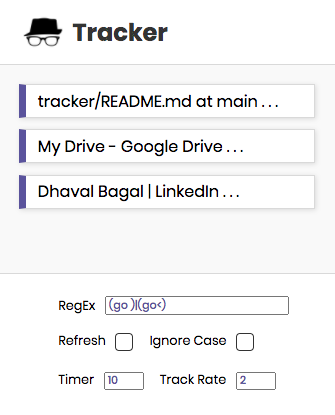 Tracker
tracker/README.md at main . . .
My Drive - Google Drive . . .
Dhaval Bagal | LinkedIn . . .
RegEx (go )|(go<)
Refresh Ignore Case
Timer 10 Track Rate 2